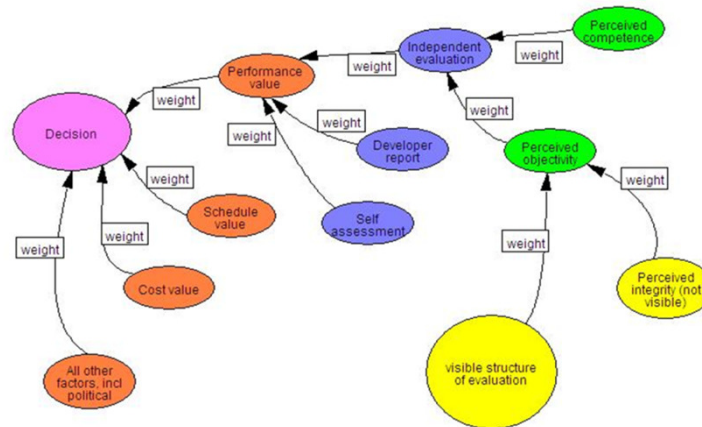 Perceived
competence
Independent
evaluation
weight
weight
Performance
value
weight
Decision
weight
weight
weight
Developer
report
Perceived
objectivity
weight
weight
Schedule
value
Self
assessment
weight
weight
weight
Cost value
Perceived
integrity (not
visible)
All other
factors, incl
political
visible structure
of evaluation